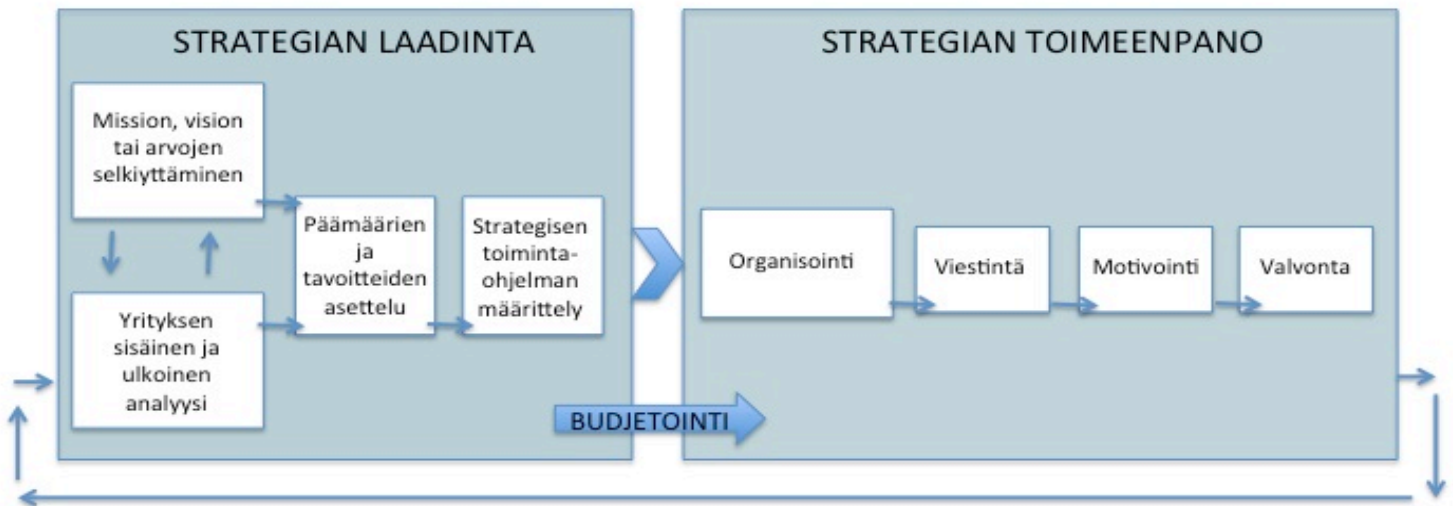 STRATEGIAN LAADINTA
Mission, vision
tai arvojen
selkiyttäminen
Yrityksen
sisäinen ja
ulkoinen
analyysi
Päämäärien
ja
tavoitteiden
asettelu
Strategisen
toiminta-
ohjelman
määrittely
BUDJETOINTI
STRATEGIAN TOIMEENPANO
Organisointi
Viestintä
Motivointi
Valvonta